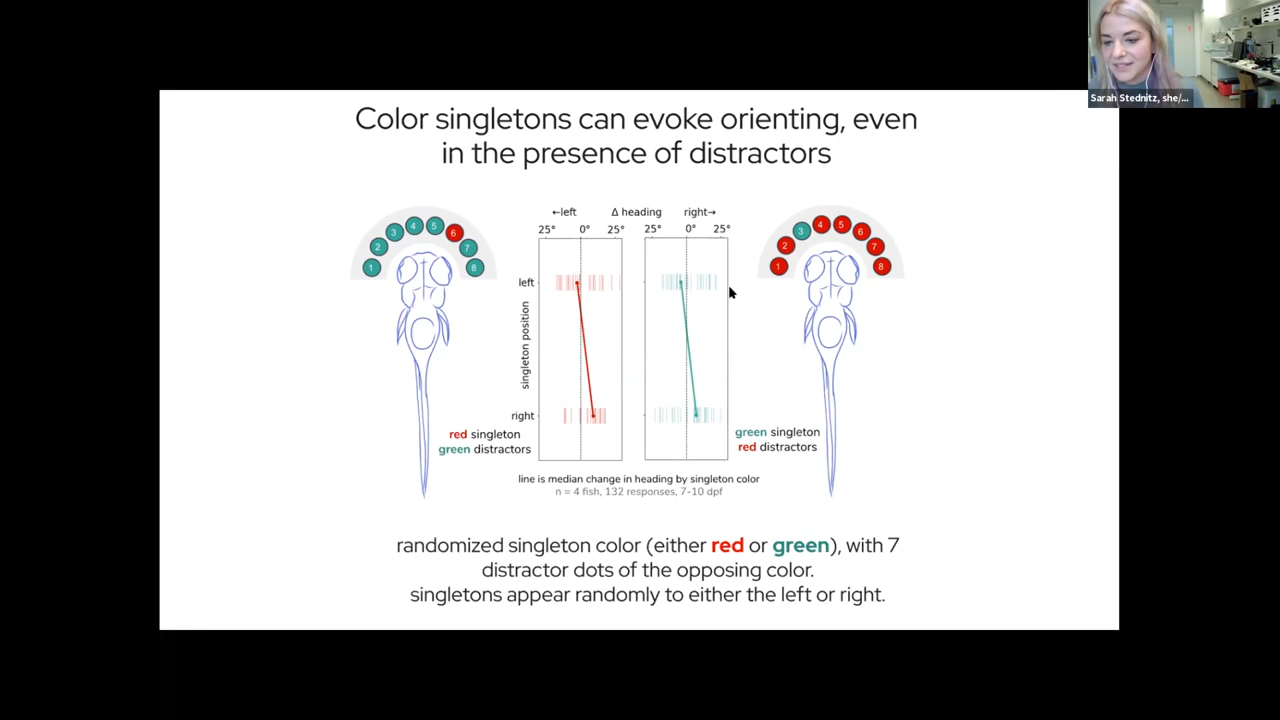 Sarah Stednitz, she/...
Color singletons can evoke orienting, even
in the presence of distractors
←left Δ heading right→
25° 0° 25° 25° 0° 25°
1 2 3 4 5 6 7 8
1 2 3 4 5 6 7 8
left
singleton position
right
red singleton
green distractors
green singleton
red distractors
line is median change in heading by singleton color
n = 4 fish, 132 responses, 7-10 dpf
randomized singleton color (either red or green), with 7
distractor dots of the opposing color.
singletons appear randomly to either the left or right.